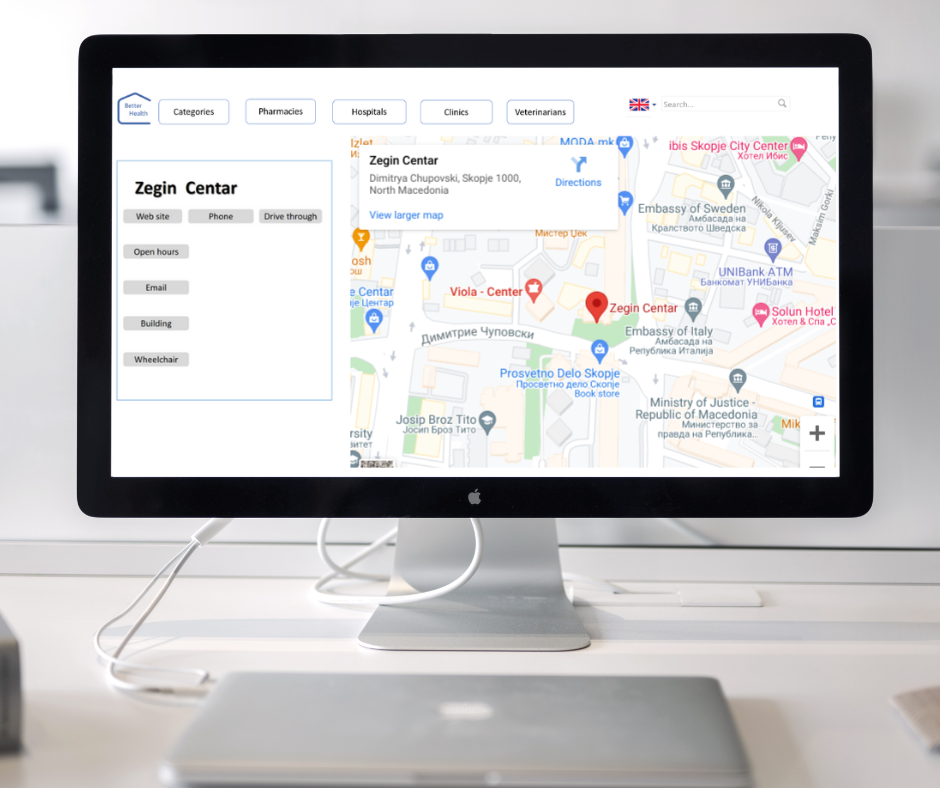 Better
Health
Categories
Pharmacies
Hospitals
Clinics
Veterinarians
Search...
Zegin Centar
Web site
Phone
Drive through
Open hours
Email
Building
Wheelchair
Zegin Centar
Dimitrya Chupovski, Skopje 1000,
North Macedonia
Directions
View larger map
MODA.mk
ibis Skopje City Center
Хотел Ибис
Embassy of Sweden
Амбасада на
Кралството Шведска
Nikola Kljusev
Maksim Gorki
Мистер Џек
UNIBank ATM
Банкомат УНИБанка
Viola - Center
Zegin Centar
Solun Hotel
Хотел & Спа „С
e Centar
је Центар
Димитрие Чуповски
Embassy of Italy
Амбасада на
Република Италија
Prosvetno Delo Skopje
Просветно дело Скопје
Book store
Ministry of Justice -
Republic of Macedonia
Министерство за
правда на Република...
Josip Broz Tito
Јосип Броз Тито
Mik
rsity
+